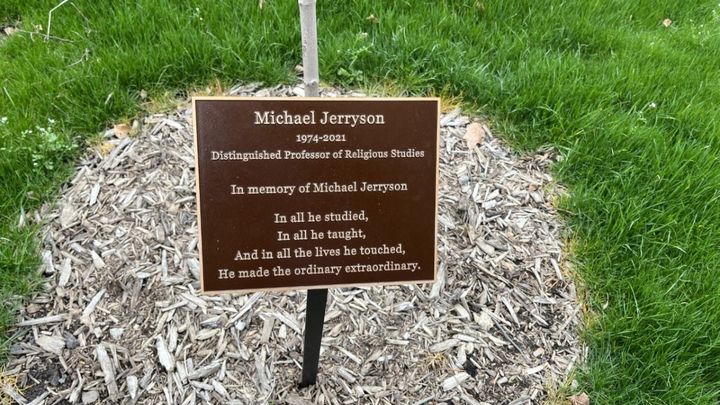 Michael Jerryson
1974-2021
Distinguished Professor of Religious Studies
In memory of Michael Jerryson
In all he studied,
In all he taught,
And in all the lives he touched,
He made the ordinary extraordinary.